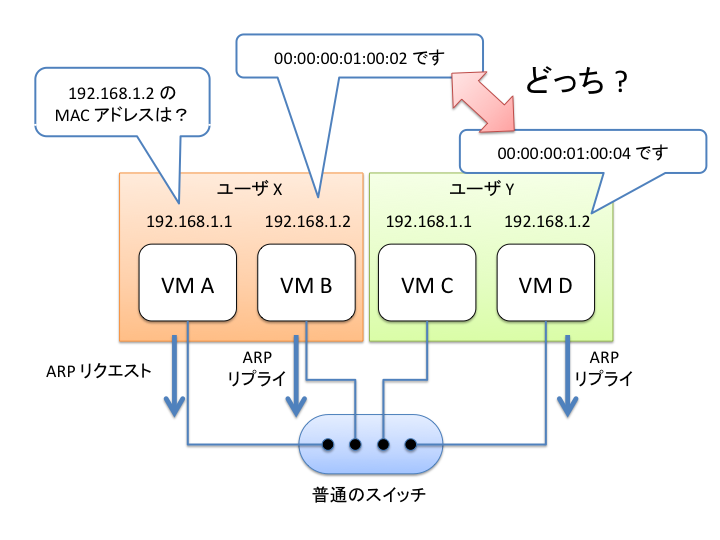 00:00:00:01:00:02 です
どっち？
192.168.1.2 の
MAC アドレスは？
00:00:00:01:00:04 です
ユーザ X
ユーザ Y
192.168.1.1
192.168.1.2
192.168.1.1
192.168.1.2
VM A
VM B
VM C
VM D
ARP リクエスト
ARP
リプライ
ARP
リプライ
普通のスイッチ